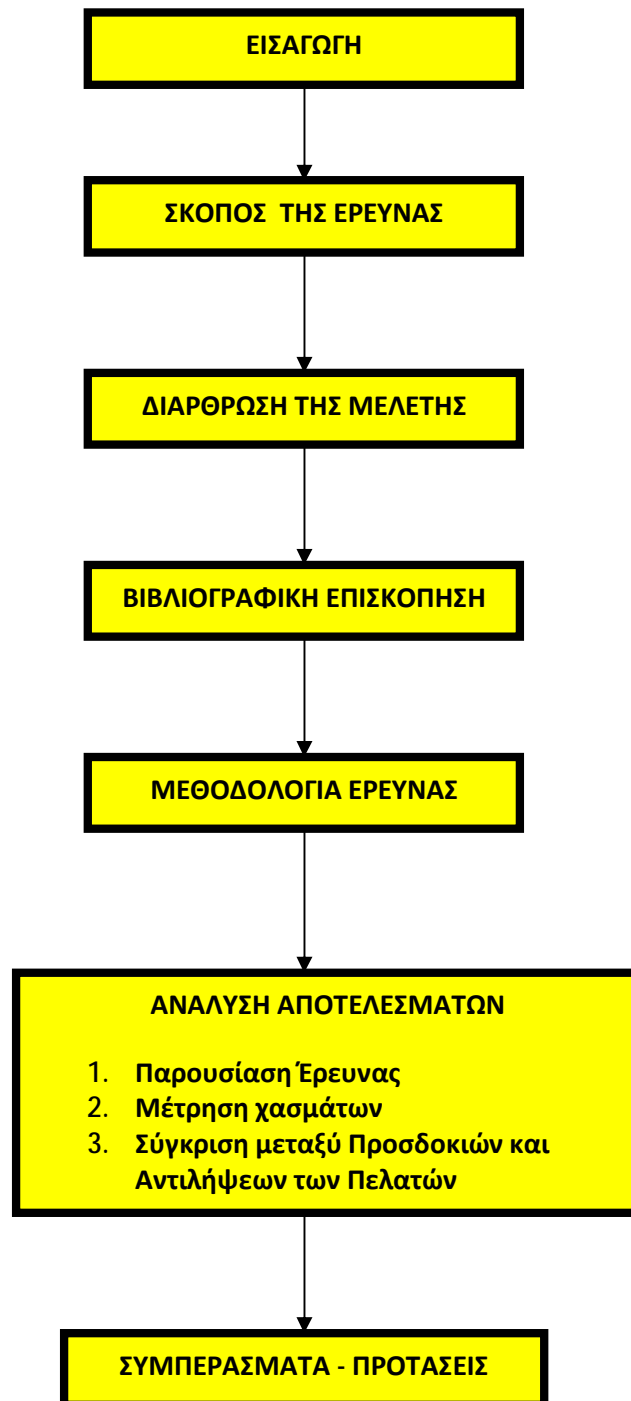 ΕΙΣΑΓΩΓΗ
ΣΚΟΠΟΣ ΤΗΣ ΕΡΕΥΝΑΣ
ΔΙΑΡΘΡΩΣΗ ΤΗΣ ΜΕΛΕΤΗΣ
ΒΙΒΛΙΟΓΡΑΦΙΚΗ ΕΠΙΣΚΟΠΗΣΗ
ΜΕΘΟΔΟΛΟΓΙΑ ΕΡΕΥΝΑΣ
ΑΝΑΛΥΣΗ ΑΠΟΤΕΛΕΣΜΑΤΩΝ
1. Παρουσίαση Έρευνας
2. Μέτρηση χασμάτων
3. Σύγκριση μεταξύ Προσδοκιών και
Αντιλήψεων των Πελατών
ΣΥΜΠΕΡΑΣΜΑΤΑ - ΠΡΟΤΑΣΕΙΣ